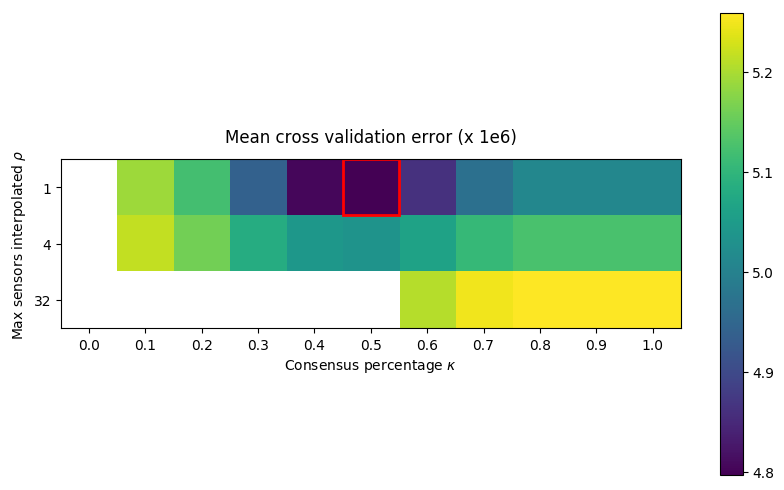 Mean cross validation error (x 1e6)
Max sensors interpolated ρ
1
4
32
0.0 0.1 0.2 0.3 0.4 0.5 0.6 0.7 0.8 0.9 1.0
Consensus percentage κ
5.2
5.1
5.0
4.9
4.8